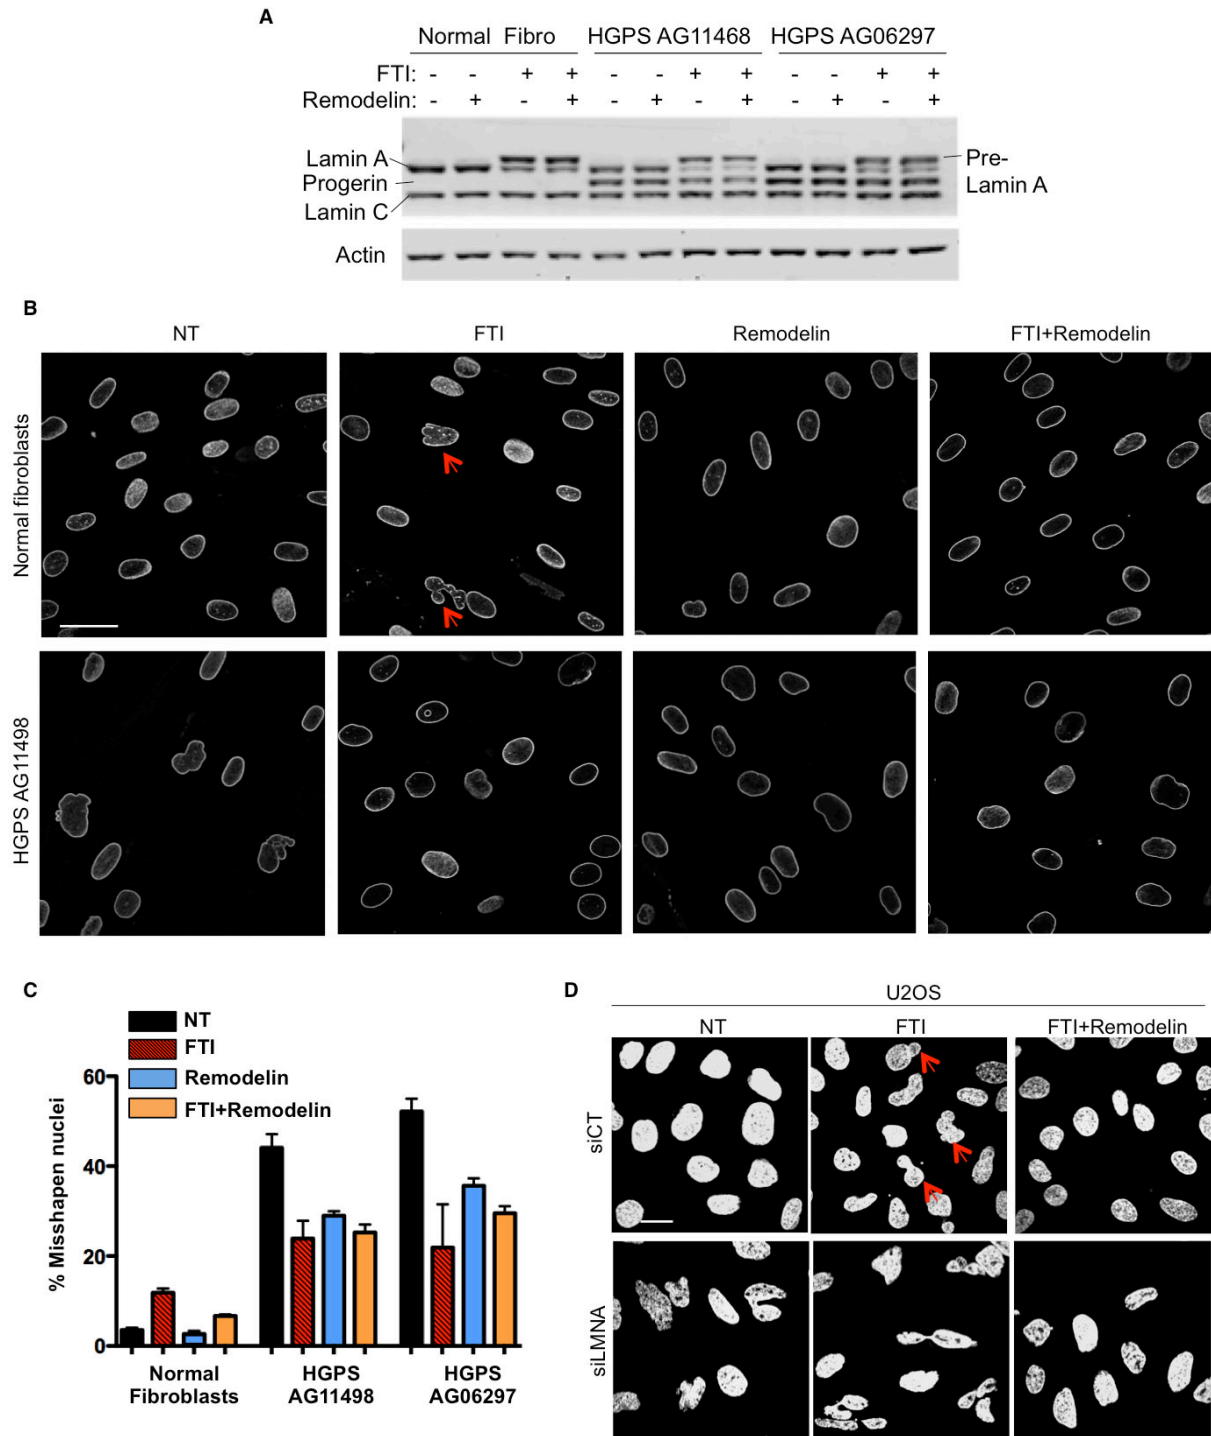 A
Normal Fibro HGPS AG11468 HGPS AG06297
FTI: - - + + - - + + - - + +
Remodelin: - + - + - + - + - + - +
Lamin A
Progerin
Lamin C
Pre-
Lamin A
Actin
B
NT FTI Remodelin FTI+Remodelin
Normal fibroblasts
HGPS AG11498
C
NT
FTI
Remodelin
FTI+Remodelin
% Misshapen nuclei
60
40
20
0
Normal
Fibroblasts
HGPS
AG11498
HGPS
AG06297
D
U2OS
NT FTI FTI+Remodelin
siCT
siLMNA